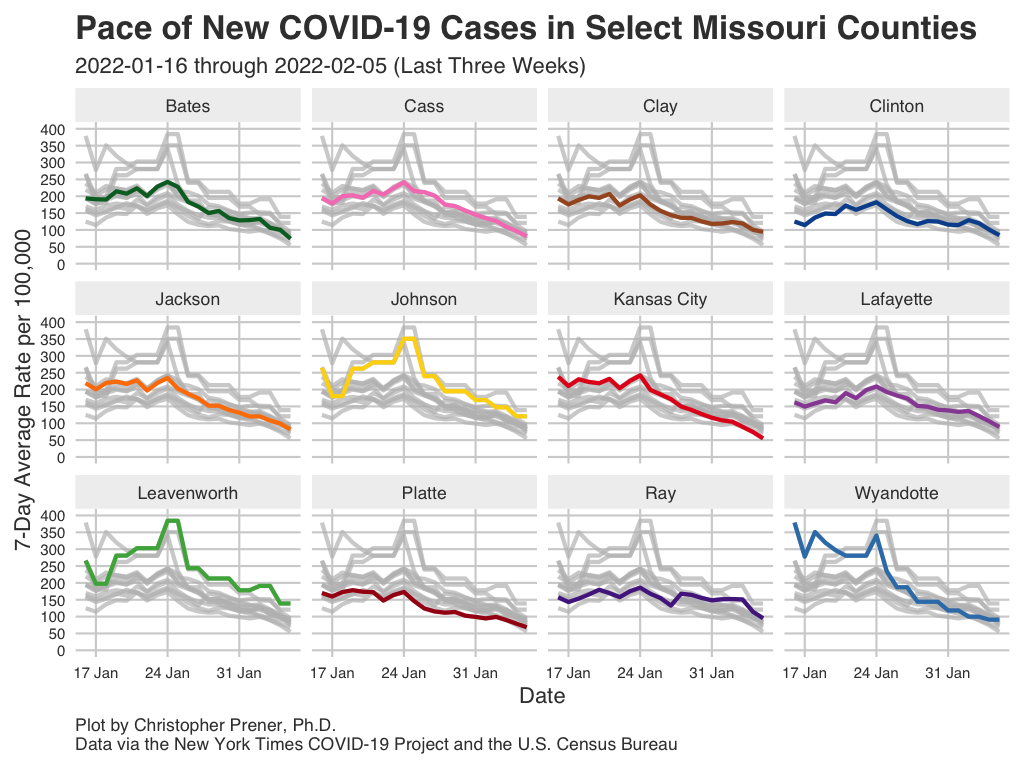 Pace of New COVID-19 Cases in Select Missouri Counties
2022-01-16 through 2022-02-05 (Last Three Weeks)
Bates Cass Clay Clinton
400
350
300
250
200
150
100
50
0
Jackson Johnson Kansas City Lafayette
400
350
300
250
200
150
100
50
0
Leavenworth Platte Ray Wyandotte
400
350
300
250
200
150
100
50
0
7-Day Average Rate per 100,000
17 Jan 24 Jan 31 Jan 17 Jan 24 Jan 31 Jan 17 Jan 24 Jan 31 Jan 17 Jan 24 Jan 31 Jan
Date
Plot by Christopher Prener, Ph.D.
Data via the New York Times COVID-19 Project and the U.S. Census Bureau